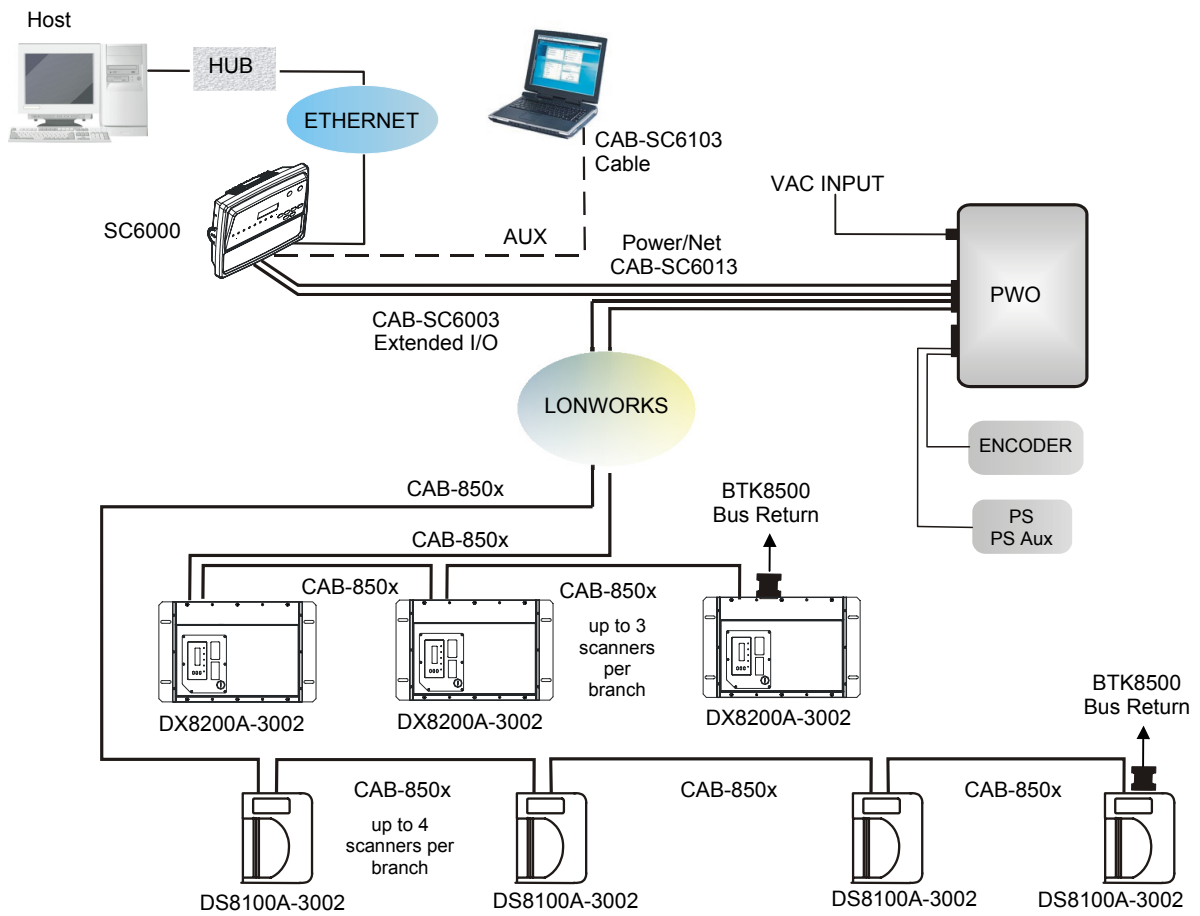 Host
HUB
ETHERNET
CAB-SC6103
Cable
VAC INPUT
SC6000
AUX
Power/Net
CAB-SC6013
PWO
CAB-SC6003
Extended I/O
LONWORKS
ENCODER
PS
PS Aux
CAB-850x
BTK8500
Bus Return
CAB-850x
CAB-850x
CAB-850x
up to 3
scanners
per
branch
DX8200A-3002
DX8200A-3002
DX8200A-3002
BTK8500
Bus Return
CAB-850x
CAB-850x
CAB-850x
up to 4
scanners per
branch
DS8100A-3002
DS8100A-3002
DS8100A-3002
DS8100A-3002